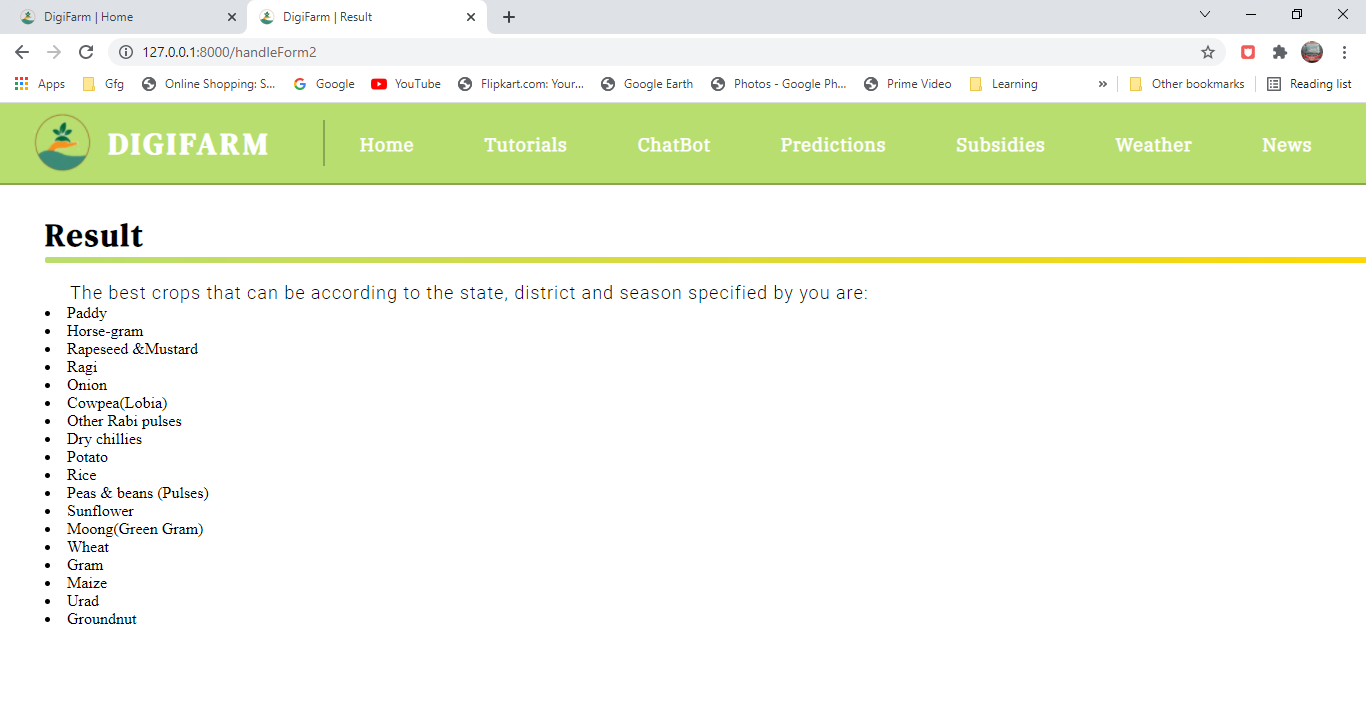 DigiFarm | Home
DigiFarm | Result
127.0.0.1:8000/handleForm2
Apps Gfg Online Shopping: S... Google YouTube Flipkart.com: Your... Google Earth Photos - Google Ph... Prime Video Learning » Other bookmarks Reading list
DIGIFARM Home Tutorials ChatBot Predictions Subsidies Weather News
Result
The best crops that can be according to the state, district and season specified by you are:
• Paddy
• Horse-gram
• Rapeseed &Mustard
• Ragi
• Onion
• Cowpea(Lobia)
• Other Rabi pulses
• Dry chillies
• Potato
• Rice
• Peas & beans (Pulses)
• Sunflower
• Moong(Green Gram)
• Wheat
• Gram
• Maize
• Urad
• Groundnut